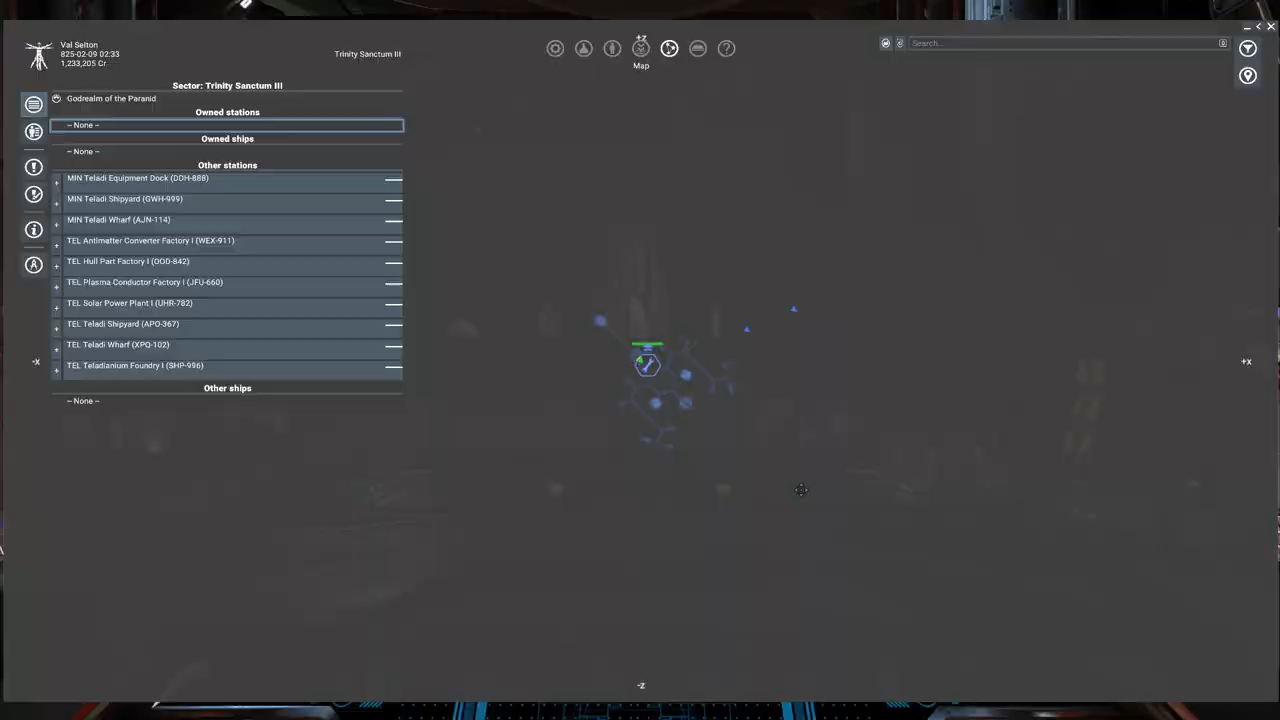 Val Selton
825-02-09 02:33
1,233,205 Cr
Trinity Sanctum III
+Z
Map
Search...
Sector: Trinity Sanctum III
Godrealm of the Paranid
Owned stations
-- None --
Owned ships
-- None --
Other stations
MIN Teladi Equipment Dock (DDH-888)
MIN Teladi Shipyard (GWH-999)
MIN Teladi Wharf (AJN-114)
TEL Antimatter Converter Factory I (WEX-911)
TEL Hull Part Factory I (OOD-842)
TEL Plasma Conductor Factory I (JFU-660)
TEL Solar Power Plant I (UHR-782)
TEL Teladi Shipyard (APO-367)
TEL Teladi Wharf (XPQ-102)
TEL Teladianium Foundry I (SHP-996)
Other ships
-- None --
-X
+X
-Z